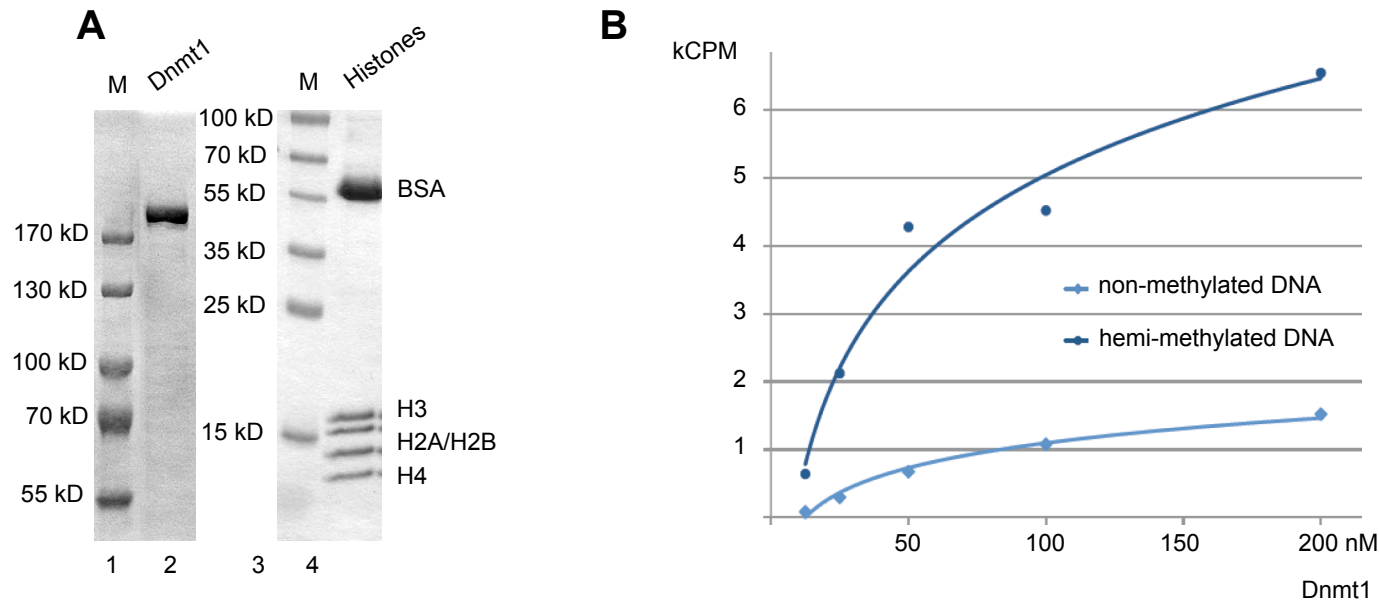 A
M Dnmt1
170 kD
130 kD
100 kD
70 kD
55 kD
1 2
M Histones
100 kD
70 kD
55 kD
35 kD
25 kD
15 kD
BSA
H3
H2A/H2B
H4
3 4
B
kCPM
6
5
4
3
2
1
non-methylated DNA
hemi-methylated DNA
50 100 150 200 nM
Dnmt1